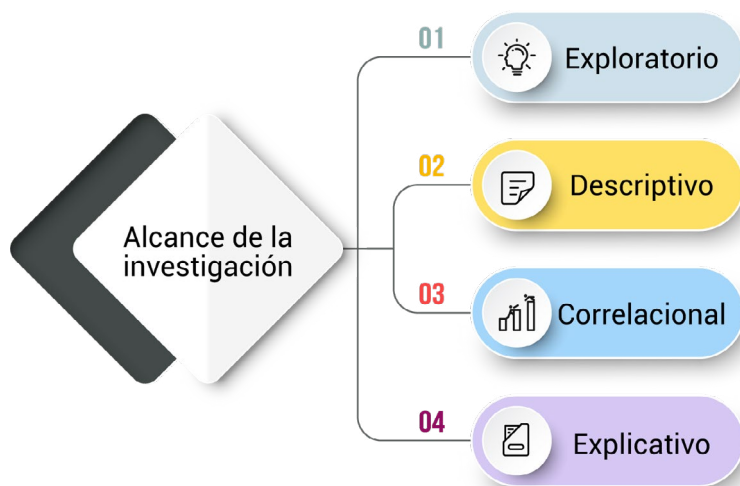 Alcance de la
investigación
01
Exploratorio
02
Descriptivo
03
Correlacional
04
Explicativo